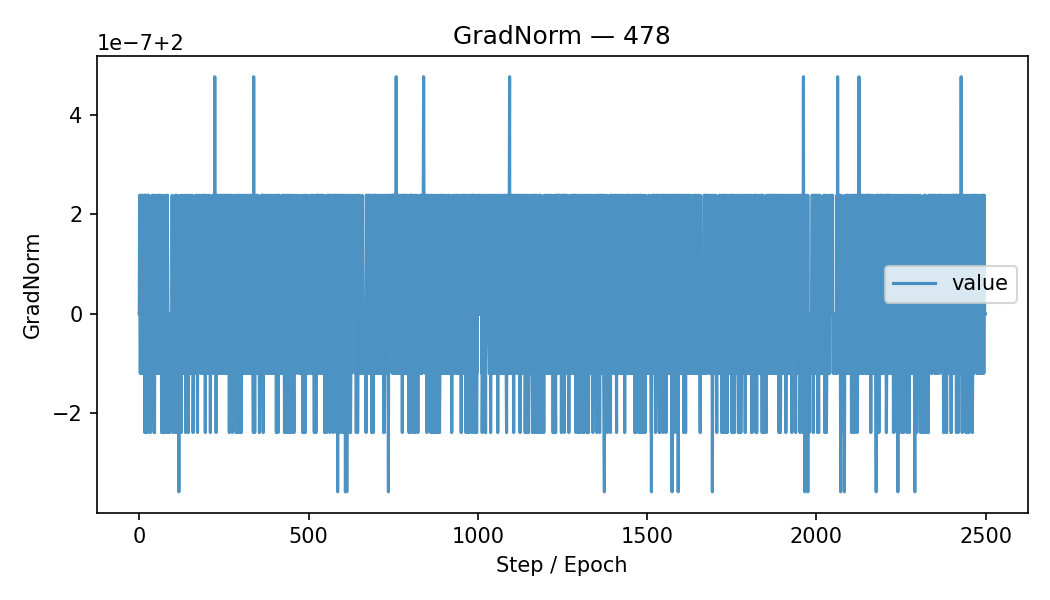 GradNorm — 478
1e−7+2
GradNorm
4
2
0
−2
value
0
500
1000
1500
2000
2500
Step / Epoch